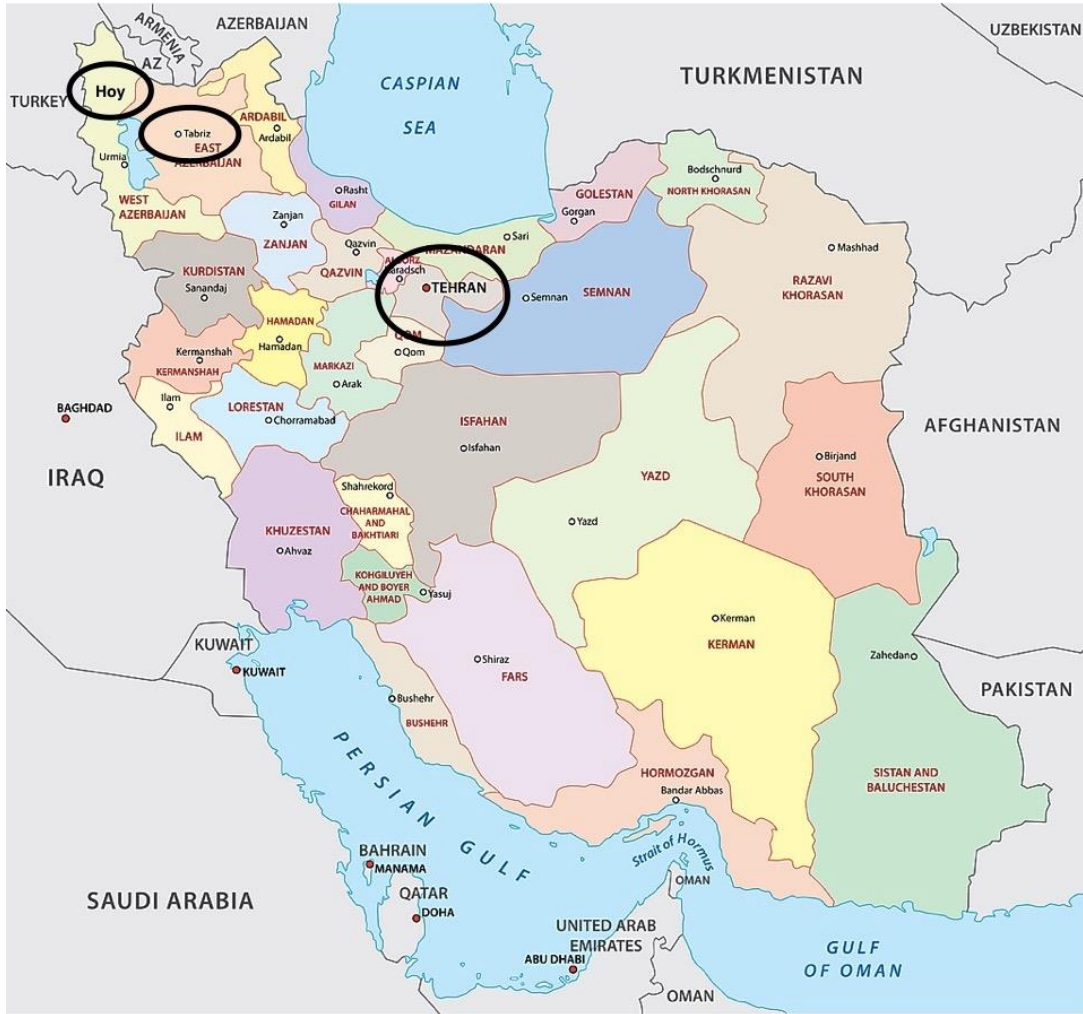 AZERBAIJAN
ARMENIA
AZ
UZBEKISTAN
TURKMENISTAN
CASPIAN
SEA
TURKEY
Hoy
Tabriz
EAST
AZERBAIJAN
ARDABIL
Ardabil
Urmia
WEST
AZERBAIJAN
Rasht
GILAN
Zanjan
ZANJAN
Qazvin
QAZVIN
Sari
MAZANDARAN
GOLESTAN
Gorgan
Bodschnurd
NORTH KHORASAN
Mashhad
RAZAVI
KHORASAN
KURDISTAN
Sanandaj
TEHRAN
Semnan
SEMNAN
HAMADAN
Hamadan
QOM
Qom
Kermanshah
KERMANSHAH
MARKAZI
Arak
Ilam
ILAM
LORESTAN
Chorramabad
BAGHDAD
IRAQ
ISFAHAN
Isfahan
AFGHANISTAN
Birjand
SOUTH
KHORASAN
YAZD
Yazd
Shahrekord
CHAHARMAHAL
AND
BAKHTIARI
KHUZESTAN
Ahvaz
KOHGILUYEH
AND BOYER
AHMAD
Yasuj
Kerman
KERMAN
KUWAIT
KUWAIT
Shiraz
FARS
Zahedan
PAKISTAN
Bushehr
BUSHEHR
PERSIAN GULF
HORMOZGAN
Bandar Abbas
SISTAN AND
BALUCHESTAN
Strait of Hormus
BAHRAIN
MANAMA
QATAR
DOHA
OMAN
SAUDI ARABIA
UNITED ARAB
EMIRATES
ABU DHABI
GULF
OF OMAN
OMAN